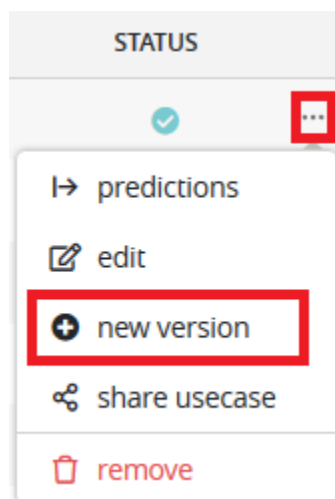 STATUS
...
predictions
edit
new version
share usecase
remove